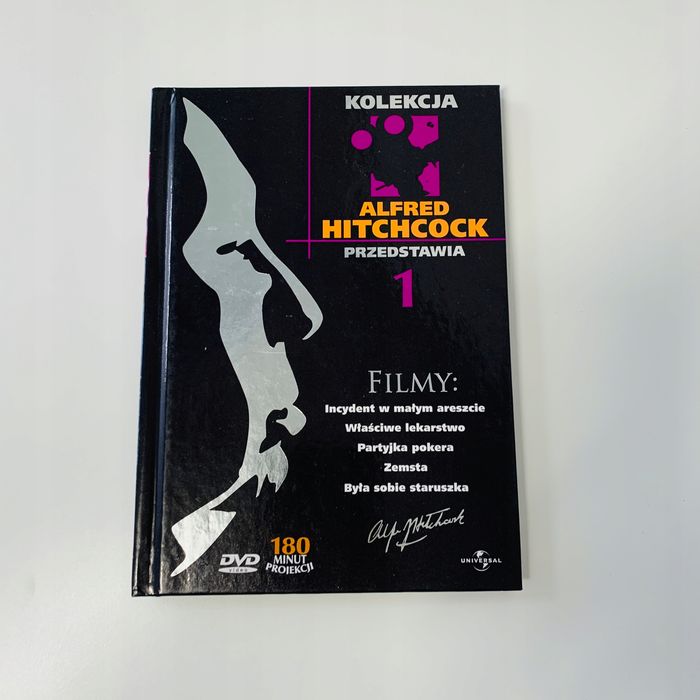 KOLEKCJA
ALFRED
HITCHCOCK
PRZEDSTAWIA
1
FILMY:
Incydent w małym areszcie
Właściwe lekarstwo
Partyjka pokera
Zemsta
Była sobie staruszka
DVD
video
180
MINUT
PROJEKCJI
UNIVERSAL